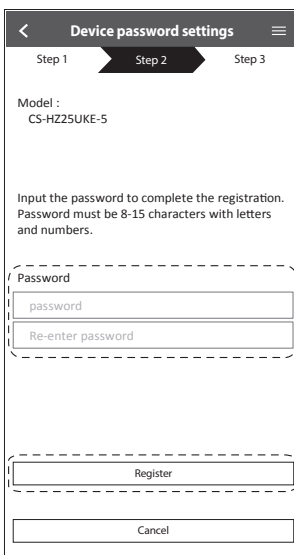 Device password settings
Step 1 Step 2 Step 3
Model :
CS-HZ25UKE-5
Input the password to complete the registration.
Password must be 8-15 characters with letters
and numbers.
Password
password
Re-enter password
Register
Cancel